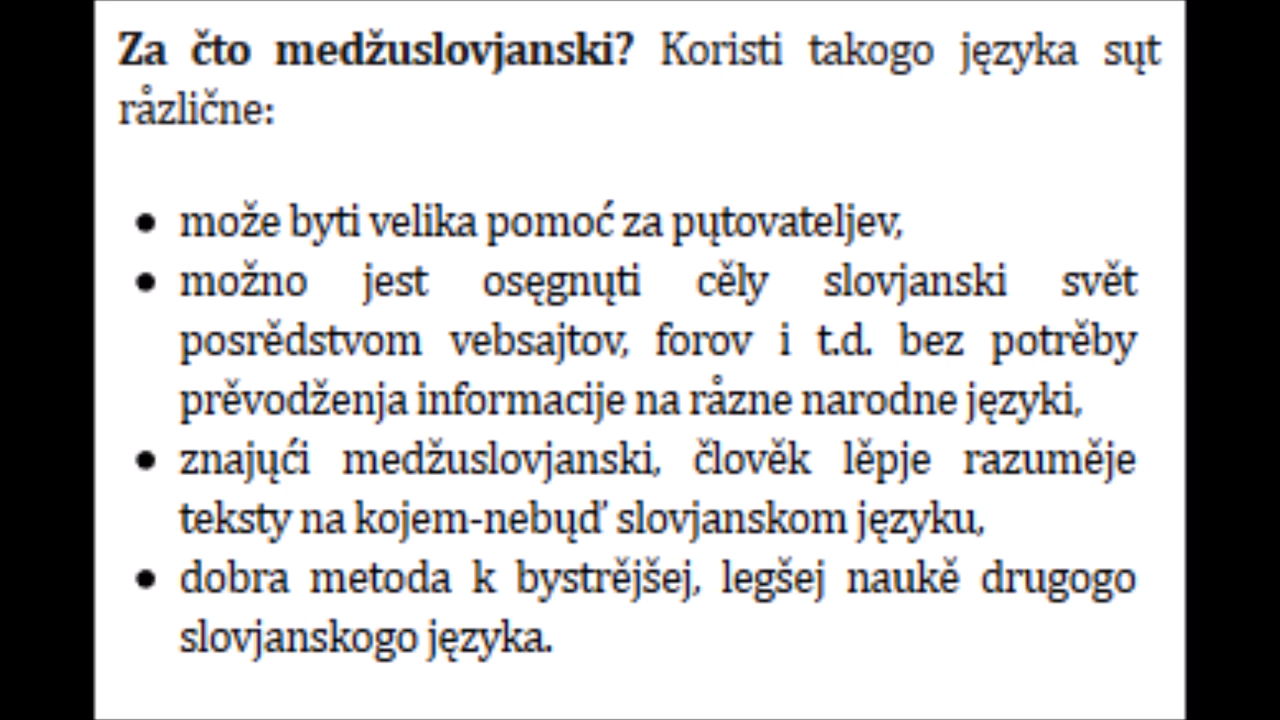 Za čto medžuslovjanski? Koristi takogo języka sųt
råzlične:
• može byti velika pomoć za pųtovateljev,
• možno jest osęgnųti cěly slovjanski svět
posrědstvom vebsajtov, forov i t.d. bez potrěby
prěvodženja informacije na råzne narodne języki,
• znajųći medžuslovjanski, člověk lěpje razuměje
teksty na kojem-nebųď slovjanskom języku,
• dobra metoda k bystrějšej, legšej naukě drugogo
slovjanskogo języka.